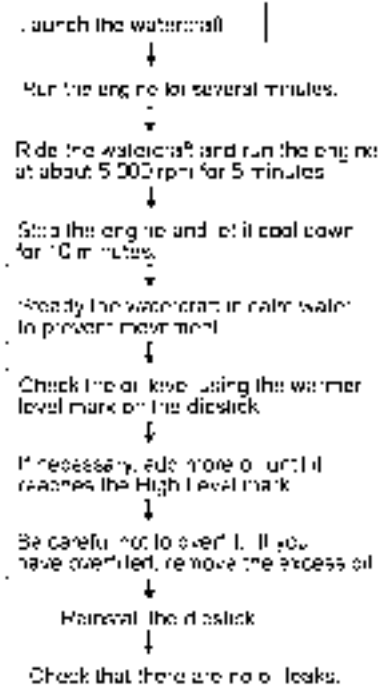 Launch the watercraft
Run the engine for several minutes.
Ride the watercraft and run the engine
at about 5 000 rpm for 5 minutes
Stop the engine and let it cool down
for 10 minutes.
Steady the watercraft in calm water
to prevent movement
Check the oil level using the warmer
level mark on the dipstick
If necessary, add more oil until it
reaches the High Level mark
Be careful not to overfill. If you
have overfilled, remove the excess oil
Reinstall the dipstick
Check that there are no oil leaks.